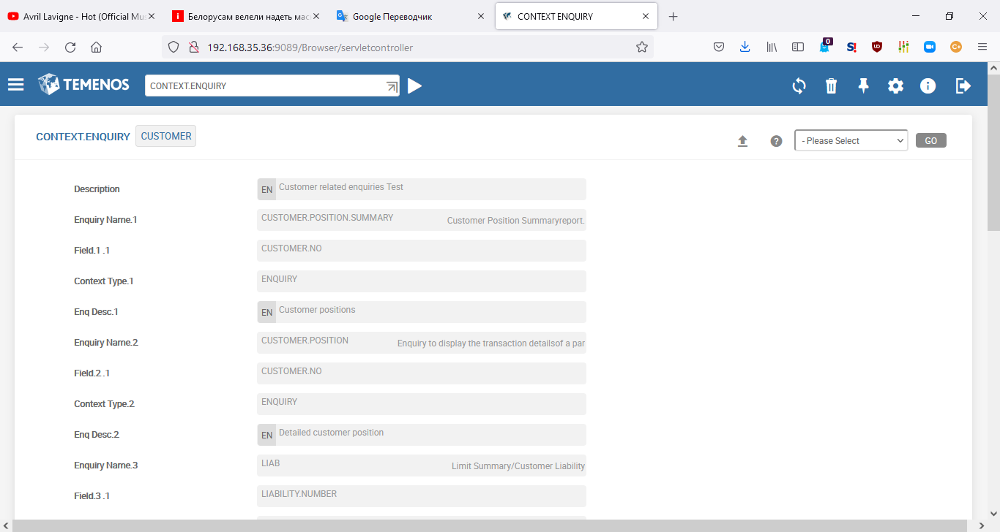 Avril Lavigne - Hot (Official Mus
Белорусам велели надеть мас
Google Переводчик
CONTEXT ENQUIRY
192.168.35.36:9089/Browser/servletcontroller
0
S!
UD
C+
TEMENOS
CONTEXT.ENQUIRY
CONTEXT.ENQUIRY CUSTOMER
- Please Select
GO
Description EN Customer related enquiries Test
Enquiry Name.1 CUSTOMER.POSITION.SUMMARY Customer Position Summaryreport.
Field.1 .1 CUSTOMER.NO
Context Type.1 ENQUIRY
Enq Desc.1 EN Customer positions
Enquiry Name.2 CUSTOMER.POSITION Enquiry to display the transaction detailsof a par
Field.2 .1 CUSTOMER.NO
Context Type.2 ENQUIRY
Enq Desc.2 EN Detailed customer position
Enquiry Name.3 LIAB Limit Summary/Customer Liability
Field.3 .1 LIABILITY.NUMBER